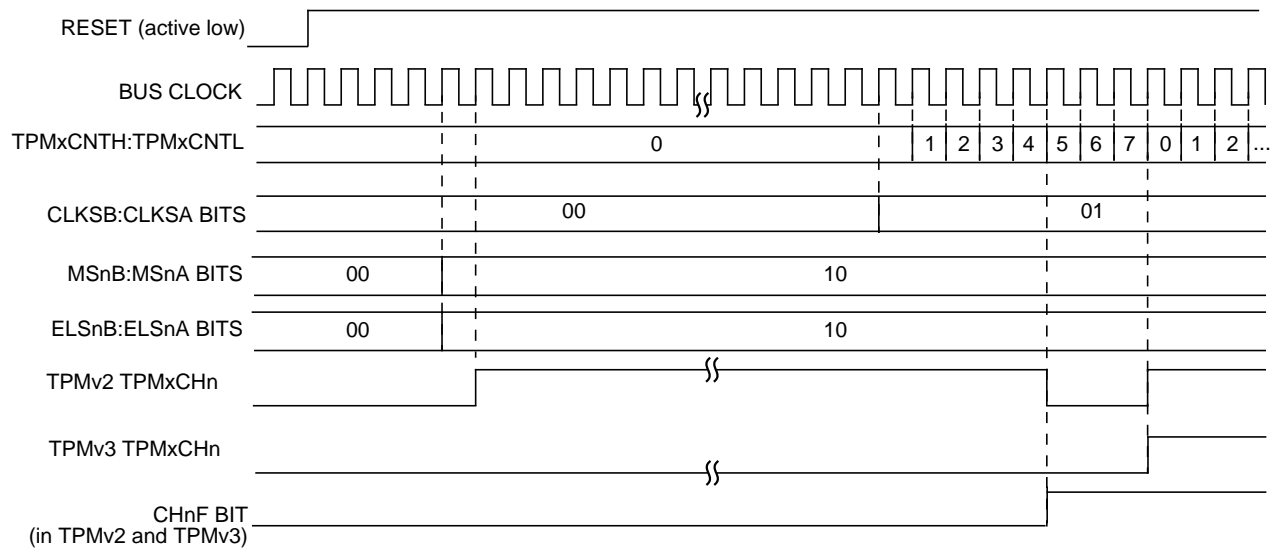 RESET (active low)
BUS CLOCK
TPMxCNTH:TPMxCNTL 0 1 2 3 4 5 6 7 0 1 2 ...
CLKSB:CLKSA BITS 00 01
MSnB:MSnA BITS 00 10
ELSnB:ELSnA BITS 00 10
TPMv2 TPMxCHn
TPMv3 TPMxCHn
CHnF BIT
(in TPMv2 and TPMv3)